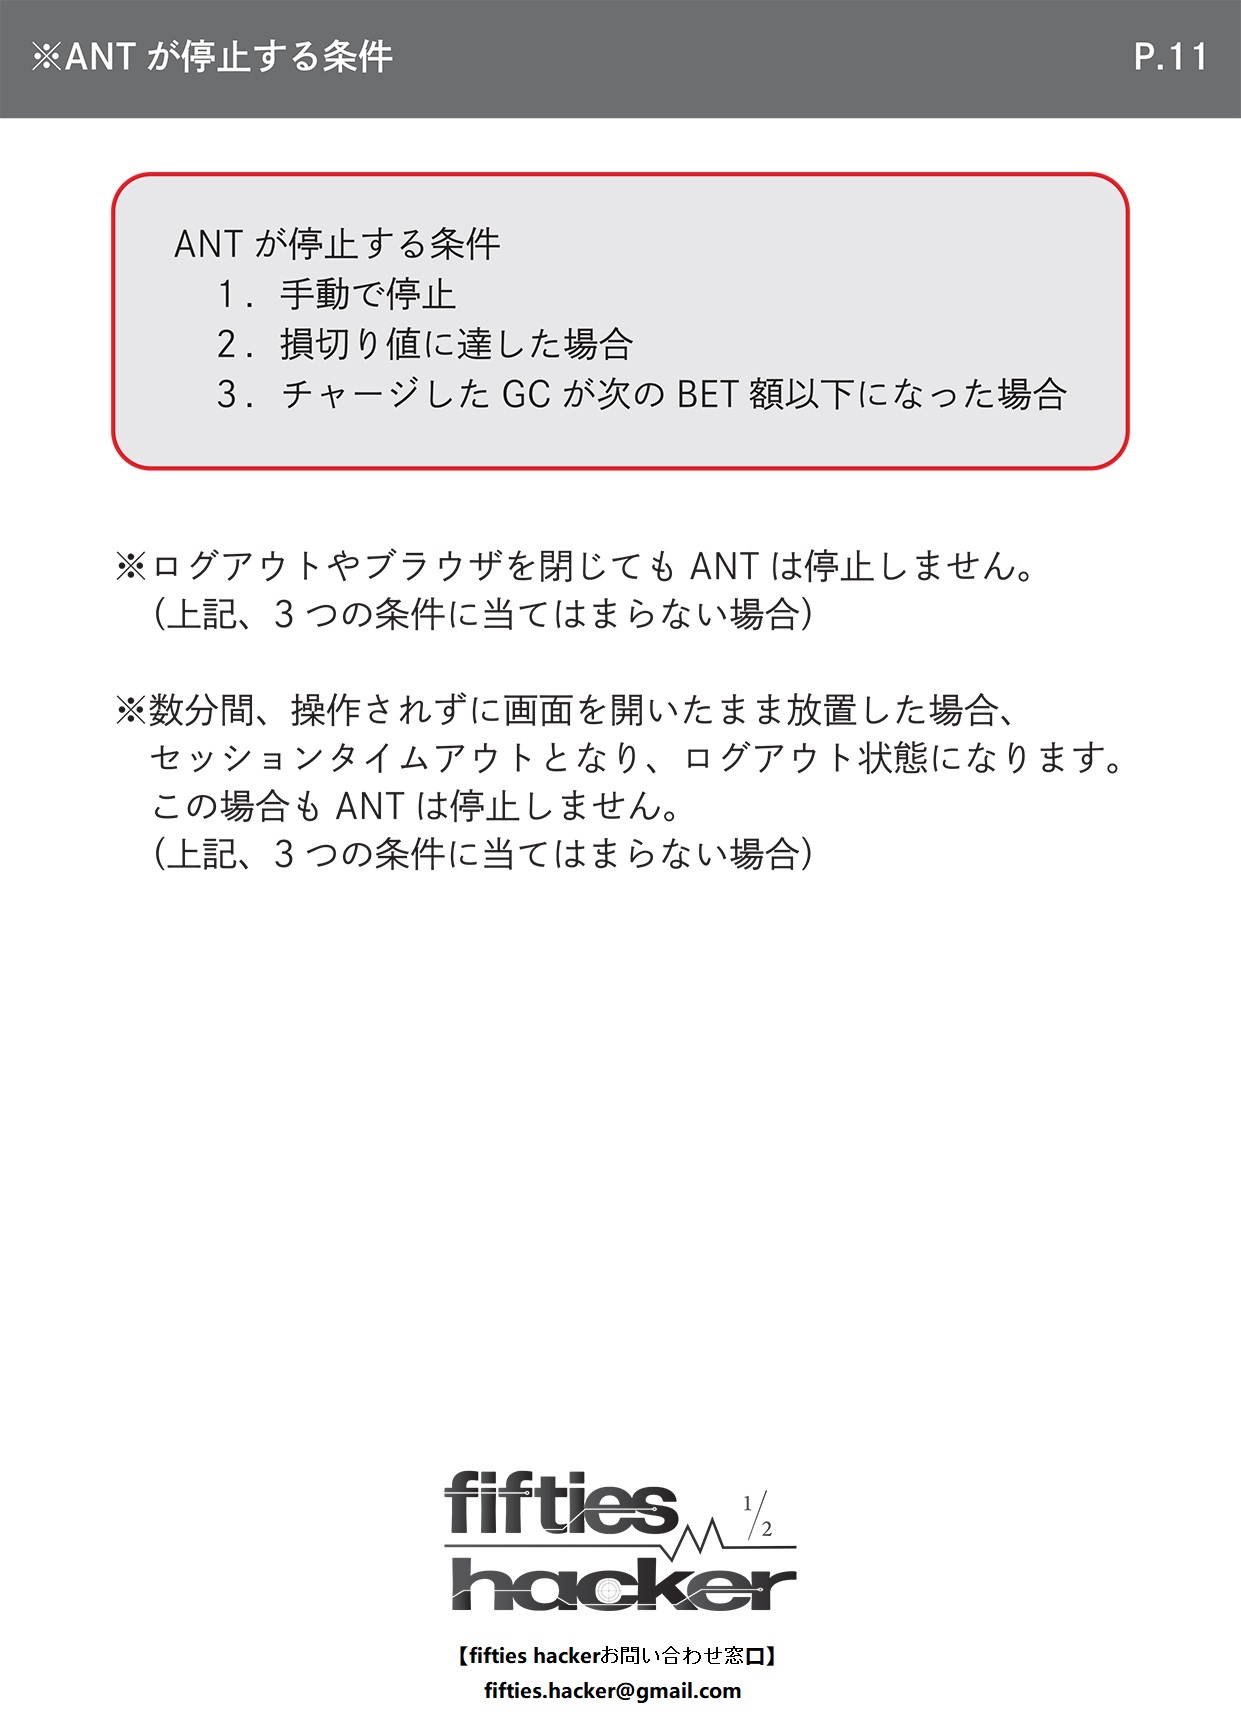 ※ANT が停止する条件
P.11
ANT が停止する条件
1．手動で停止
2．損切り値に達した場合
3．チャージした GC が次の BET 額以下になった場合
※ログアウトやブラウザを閉じても ANT は停止しません。
（上記、3 つの条件に当てはまらない場合）
※数分間、操作されずに画面を開いたまま放置した場合、
セッションタイムアウトとなり、ログアウト状態になります。
この場合も ANT は停止しません。
（上記、3 つの条件に当てはまらない場合）
fifties 1/2
hacker
【fifties hackerお問い合わせ窓口】
fifties.hacker@gmail.com